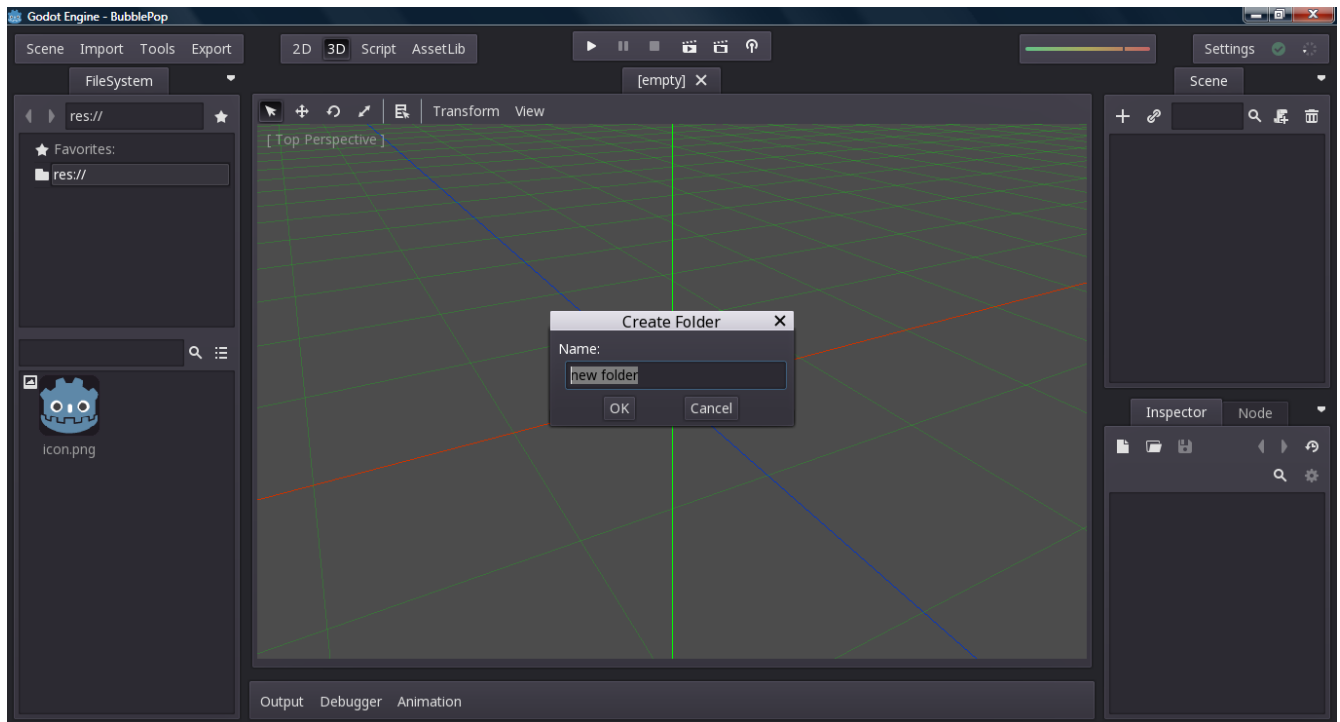 Godot Engine - BubblePop
Scene Import Tools Export 2D 3D Script AssetLib Settings
FileSystem [empty] Scene
res:// Transform View
[ Top Perspective ]
Favorites:
res://
Create Folder
Name:
new folder
OK Cancel
Inspector Node
icon.png
Output Debugger Animation